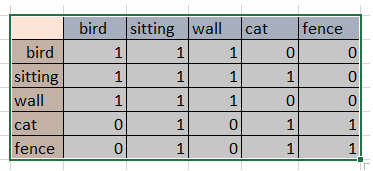 bird sitting wall cat fence
bird 1 1 1 0 0
sitting 1 1 1 1 0
wall 1 1 1 0 0
cat 0 1 0 1 1
fence 0 1 0 1 1